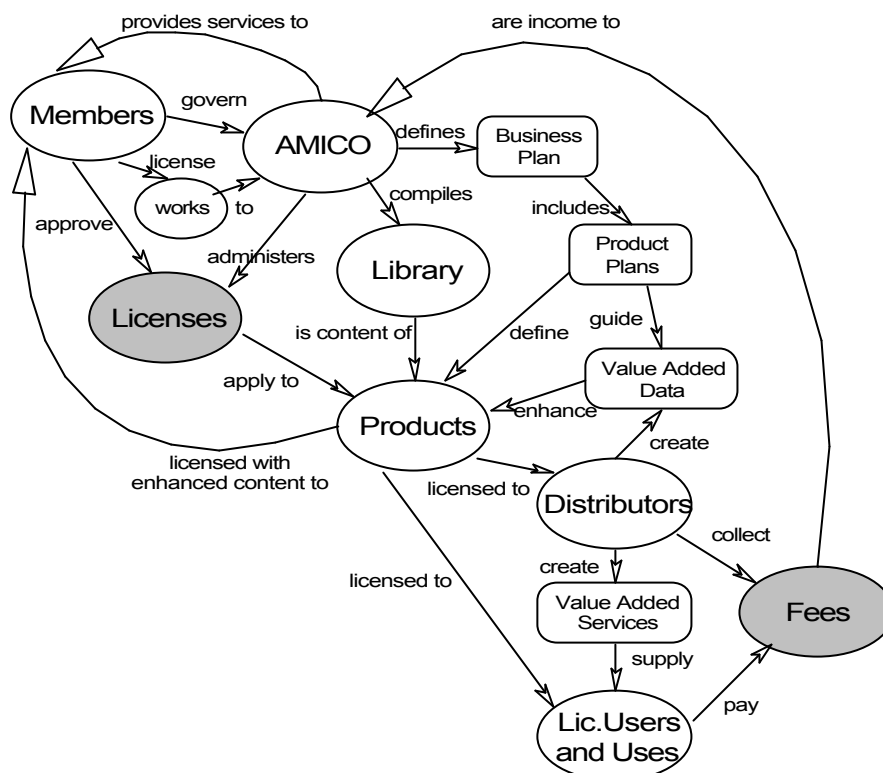 provides services to
are income to
Members
govern
AMICO
defines
Business
Plan
license
works
to
compiles
includes
approve
administers
Library
Product
Plans
Licenses
is content of
define
guide
apply to
Value Added
Data
enhance
Products
create
licensed with
enhanced content to
licensed to
Distributors
collect
licensed to
create
Value Added
Services
Fees
supply
pay
Lic.Users
and Uses